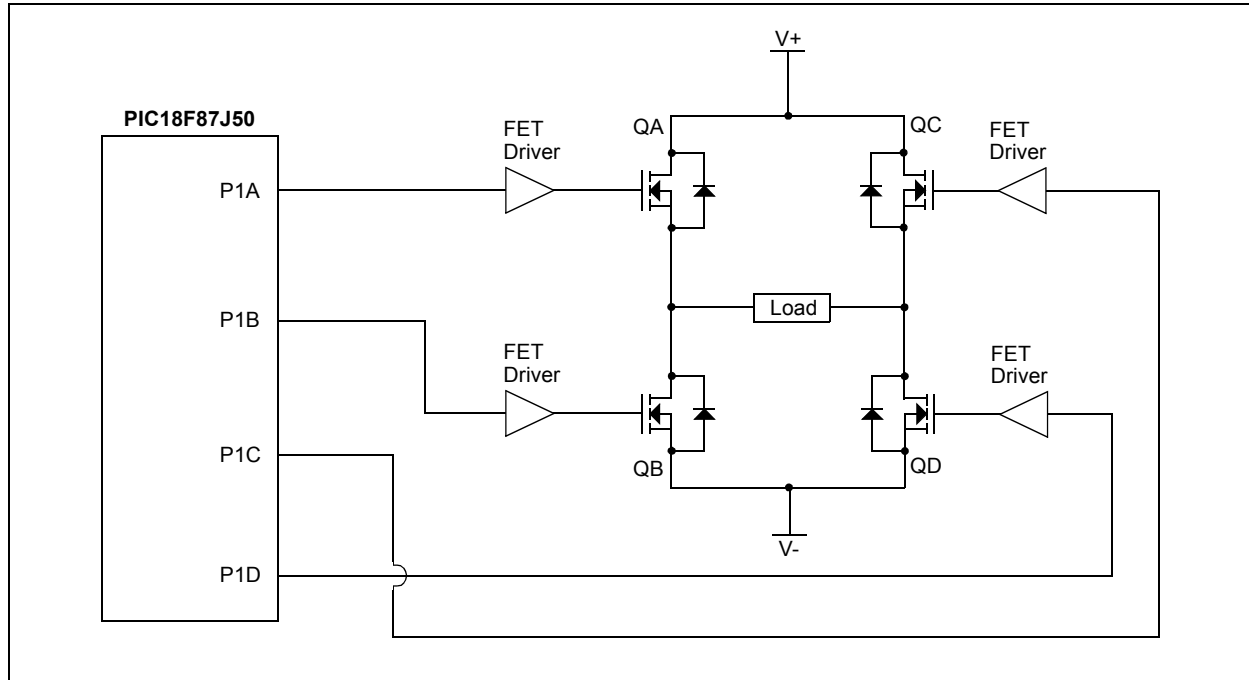 V+
PIC18F87J50
QA
QC
FET
Driver
FET
Driver
P1A
P1B
Load
FET
Driver
FET
Driver
P1C
QB
QD
V-
P1D